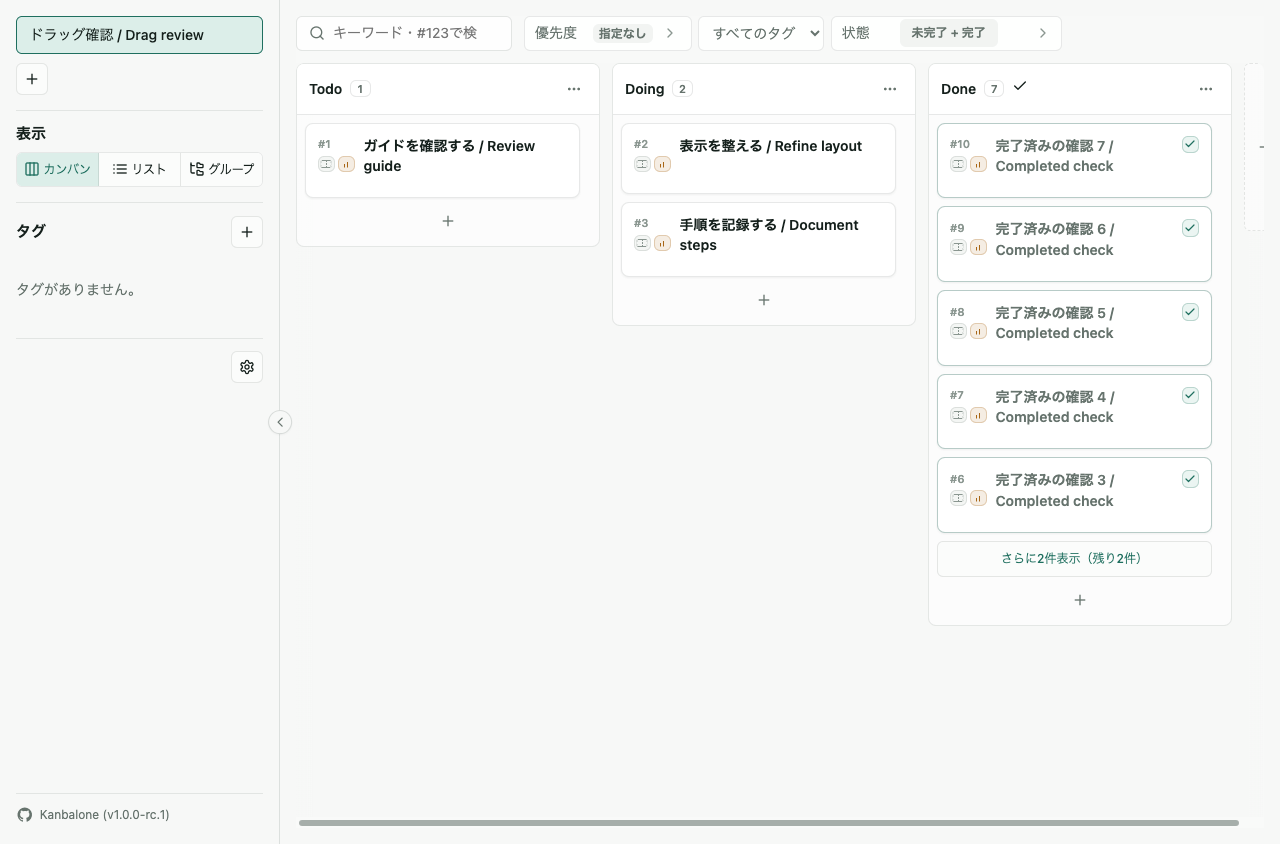 ドラッグ確認 / Drag review
表示
カンバン
リスト
グループ
タグ
タグがありません。
Kanbalone (v1.0.0-rc.1)
キーワード・#123で検
優先度 指定なし
すべてのタグ
状態 未完了 + 完了
Todo 1
#1
ガイドを確認する / Review
guide
Doing 2
#2
表示を整える / Refine layout
#3
手順を記録する / Document
steps
Done 7
#10
完了済みの確認 7 /
Completed check
#9
完了済みの確認 6 /
Completed check
#8
完了済みの確認 5 /
Completed check
#7
完了済みの確認 4 /
Completed check
#6
完了済みの確認 3 /
Completed check
さらに2件表示（残り2件）